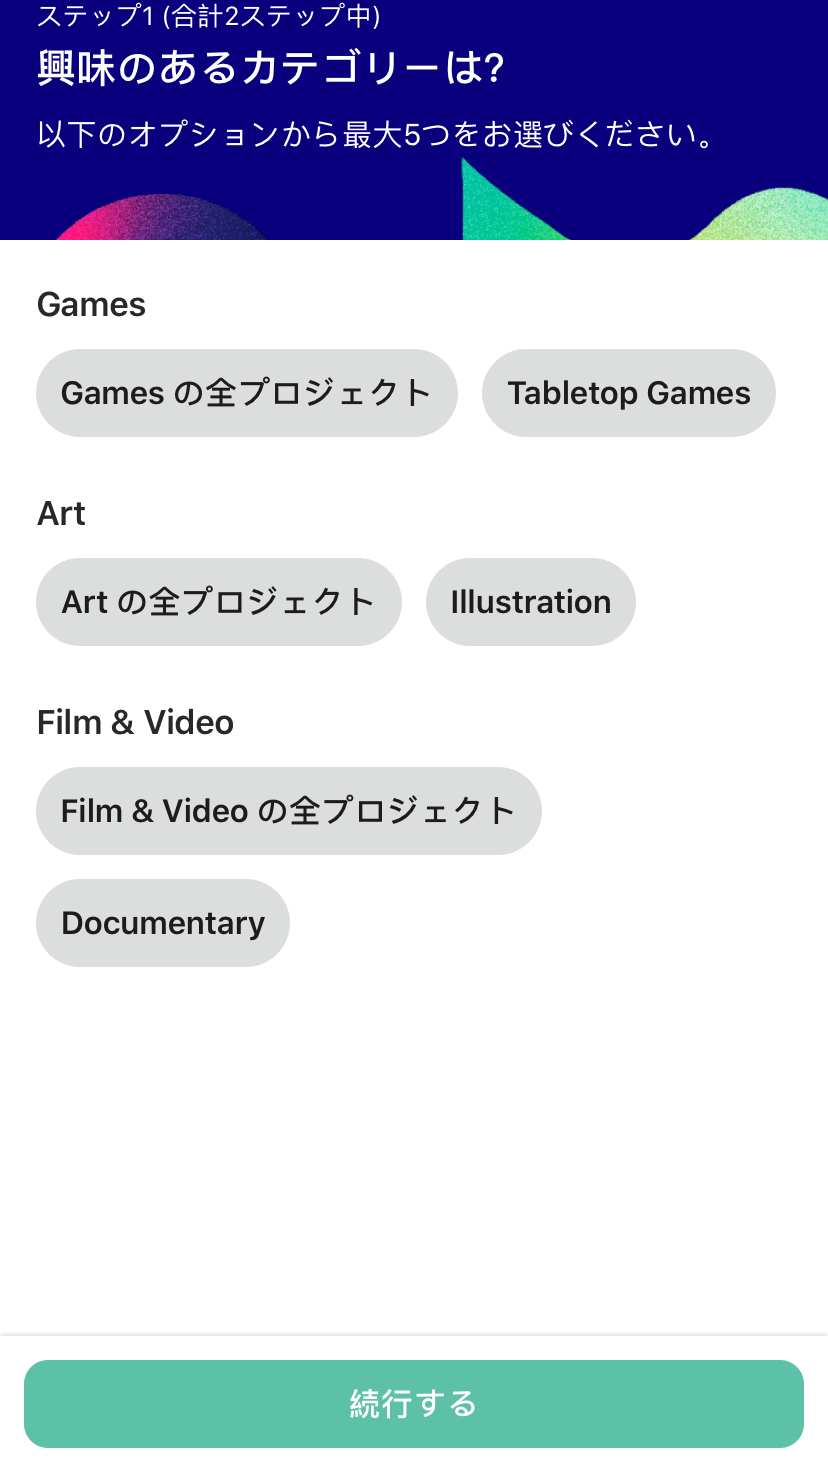 ステップ1 (合計2ステップ中)
興味のあるカテゴリーは?
以下のオプションから最大5つをお選びください。
Games
Games の全プロジェクト
Tabletop Games
Art
Art の全プロジェクト
Illustration
Film & Video
Film & Video の全プロジェクト
Documentary
続行する